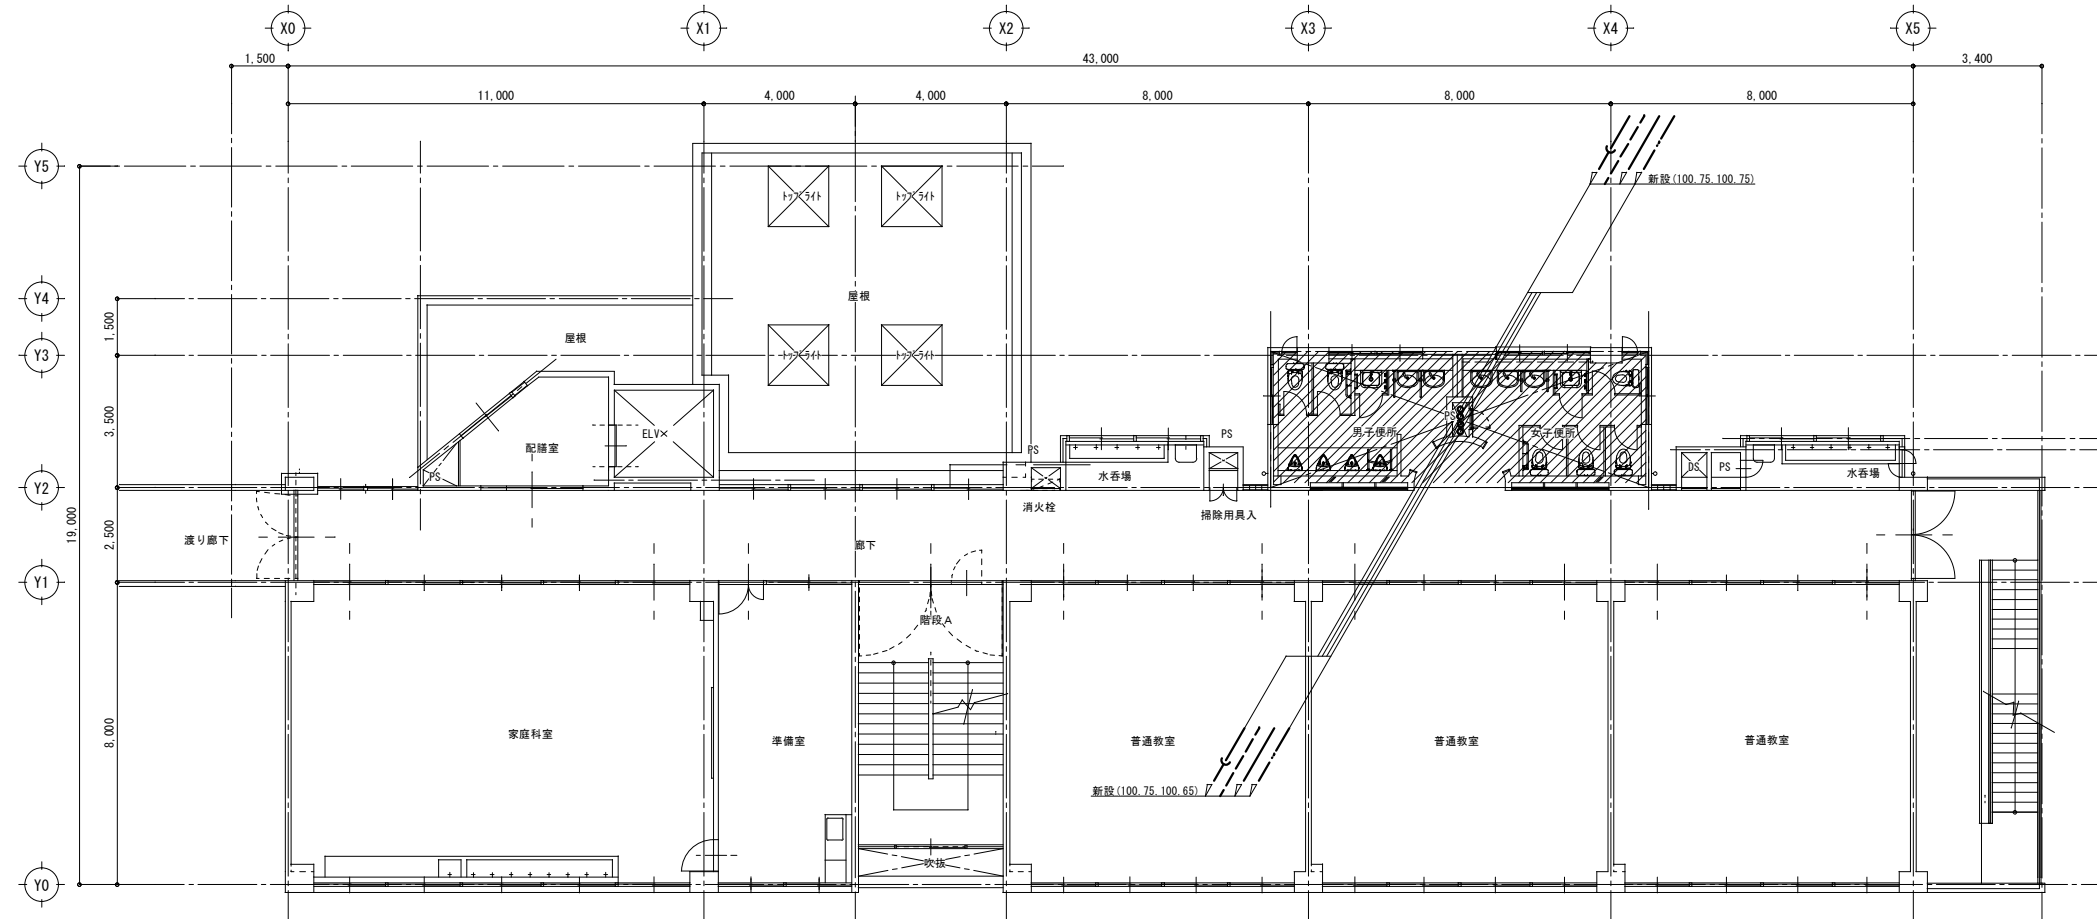 X0 X1 X2 X3 X4 X5
1,500 43,000 3,400
11,000 4,000 4,000 8,000 8,000 8,000
Y5
トップライト トップライト
新設(100.75.100.75)
Y4
屋根
1,500
屋根
Y3
トップライト トップライト
3,500
ELV
配膳室
PS
PS
PS
PS
男子便所
女子便所
水呑場
DS
PS
水呑場
Y2
消火栓
掃除用具入
19,000
2,500
渡り廊下
廊下
Y1
階段A
8,000
家庭科室
準備室
普通教室
普通教室
普通教室
新設(100.75.100.65)
吹抜
Y0